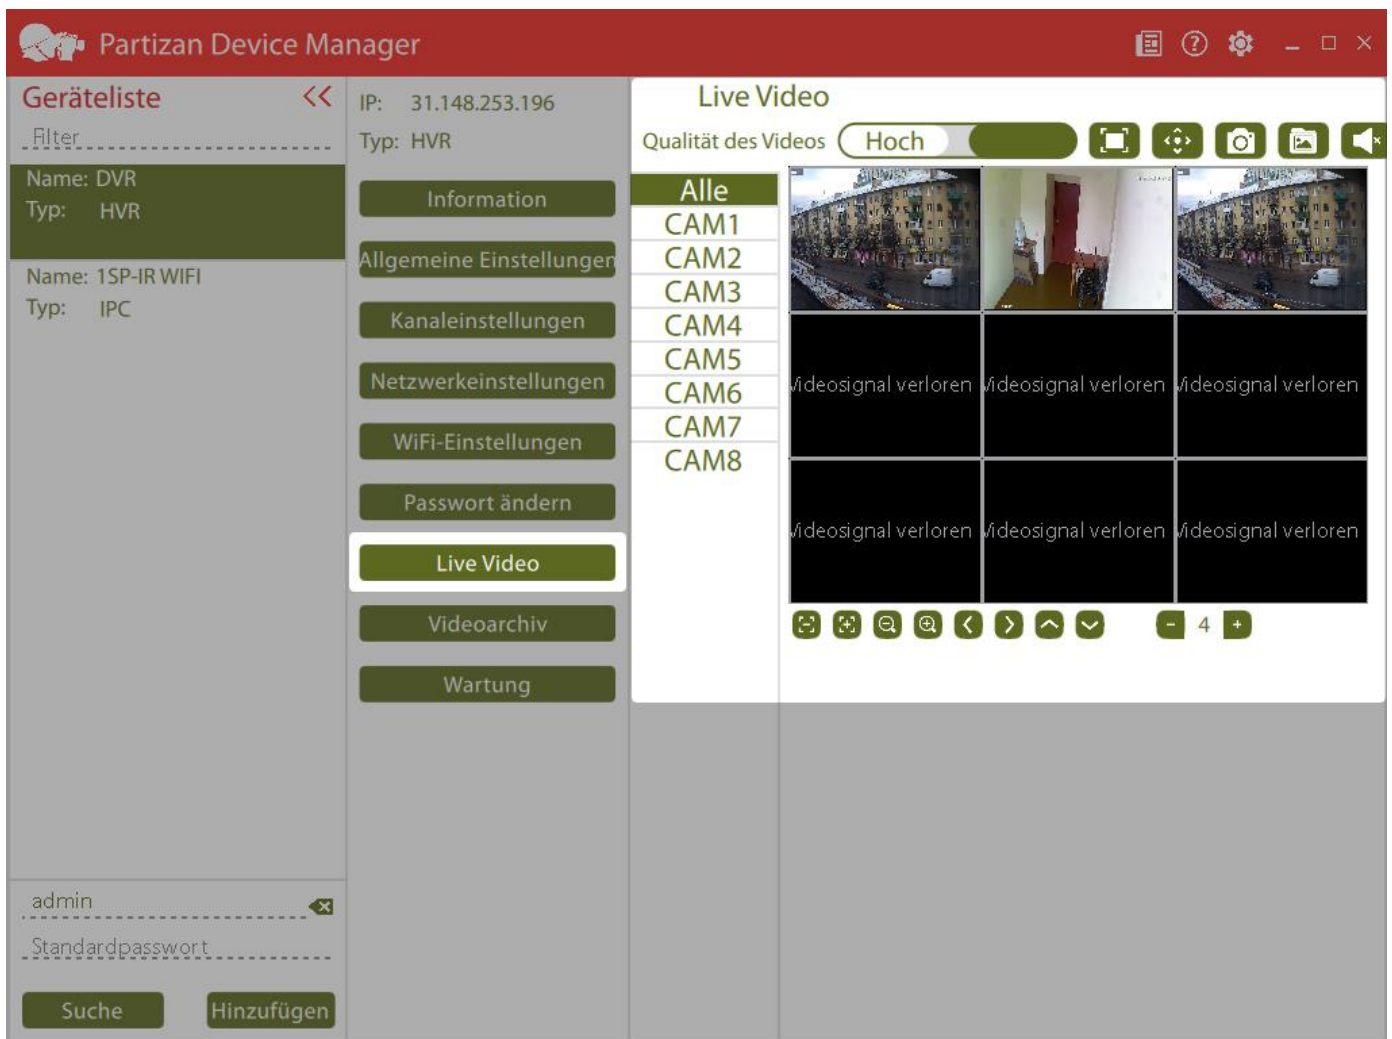 Partizan Device Manager
Geräteliste <<
Filter
Name: DVR
Typ: HVR
Name: 1SP-IR WIFI
Typ: IPC
admin
Standardpasswort
Suche Hinzufügen
IP: 31.148.253.196
Typ: HVR
Information
Allgemeine Einstellungen
Kanaleinstellungen
Netzwerkeinstellungen
WiFi-Einstellungen
Passwort ändern
Live Video
Videoarchiv
Wartung
Live Video
Qualität des Videos Hoch
Alle
CAM1
CAM2
CAM3
CAM4
CAM5
CAM6
CAM7
CAM8
Videosignal verloren Videosignal verloren Videosignal verloren
Videosignal verloren Videosignal verloren Videosignal verloren
- 4 +